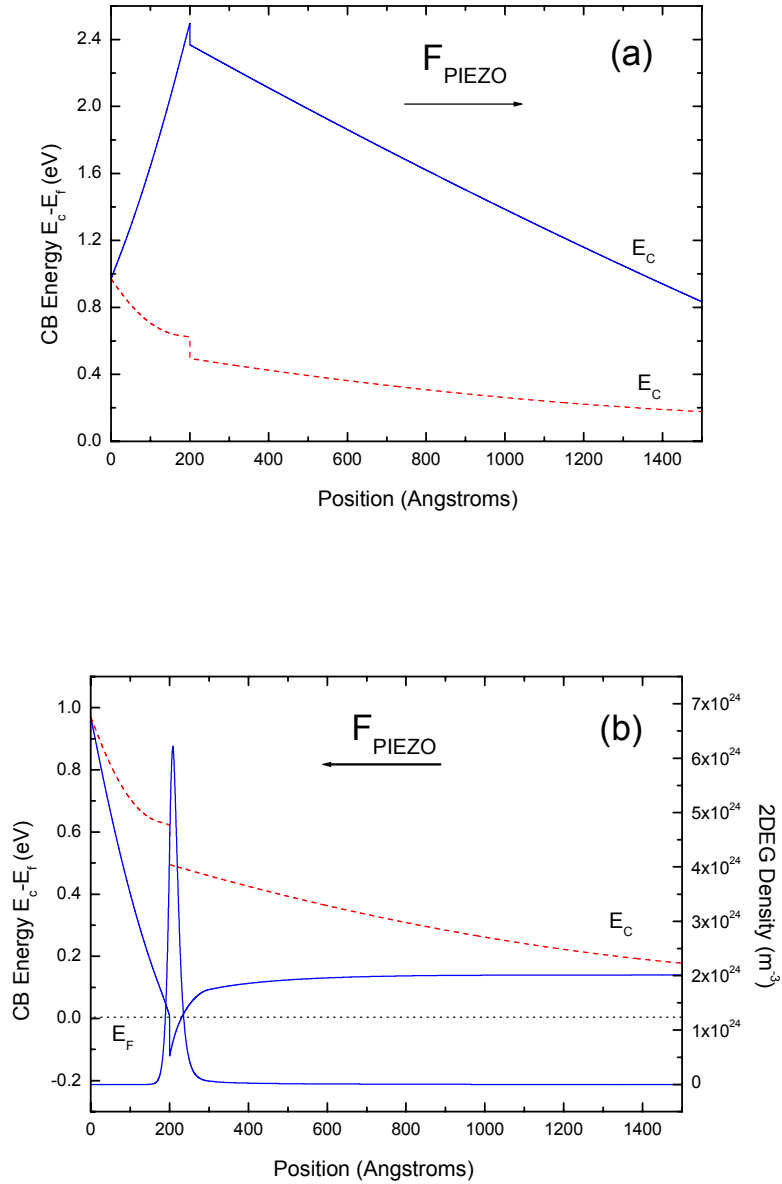 (a)
F_PIEZO
CB Energy E_c-E_f (eV)
2.4
2.0
1.6
1.2
0.8
0.4
0.0
E_C
E_C
0 200 400 600 800 1000 1200 1400
Position (Angstroms)
(b)
F_PIEZO
CB Energy E_c-E_f (eV)
1.0
0.8
0.6
0.4
0.2
0.0
-0.2
E_C
E_F
7x10^24
6x10^24
5x10^24
4x10^24
3x10^24
2x10^24
1x10^24
0
2DEG Density (m^-3)
0 200 400 600 800 1000 1200 1400
Position (Angstroms)